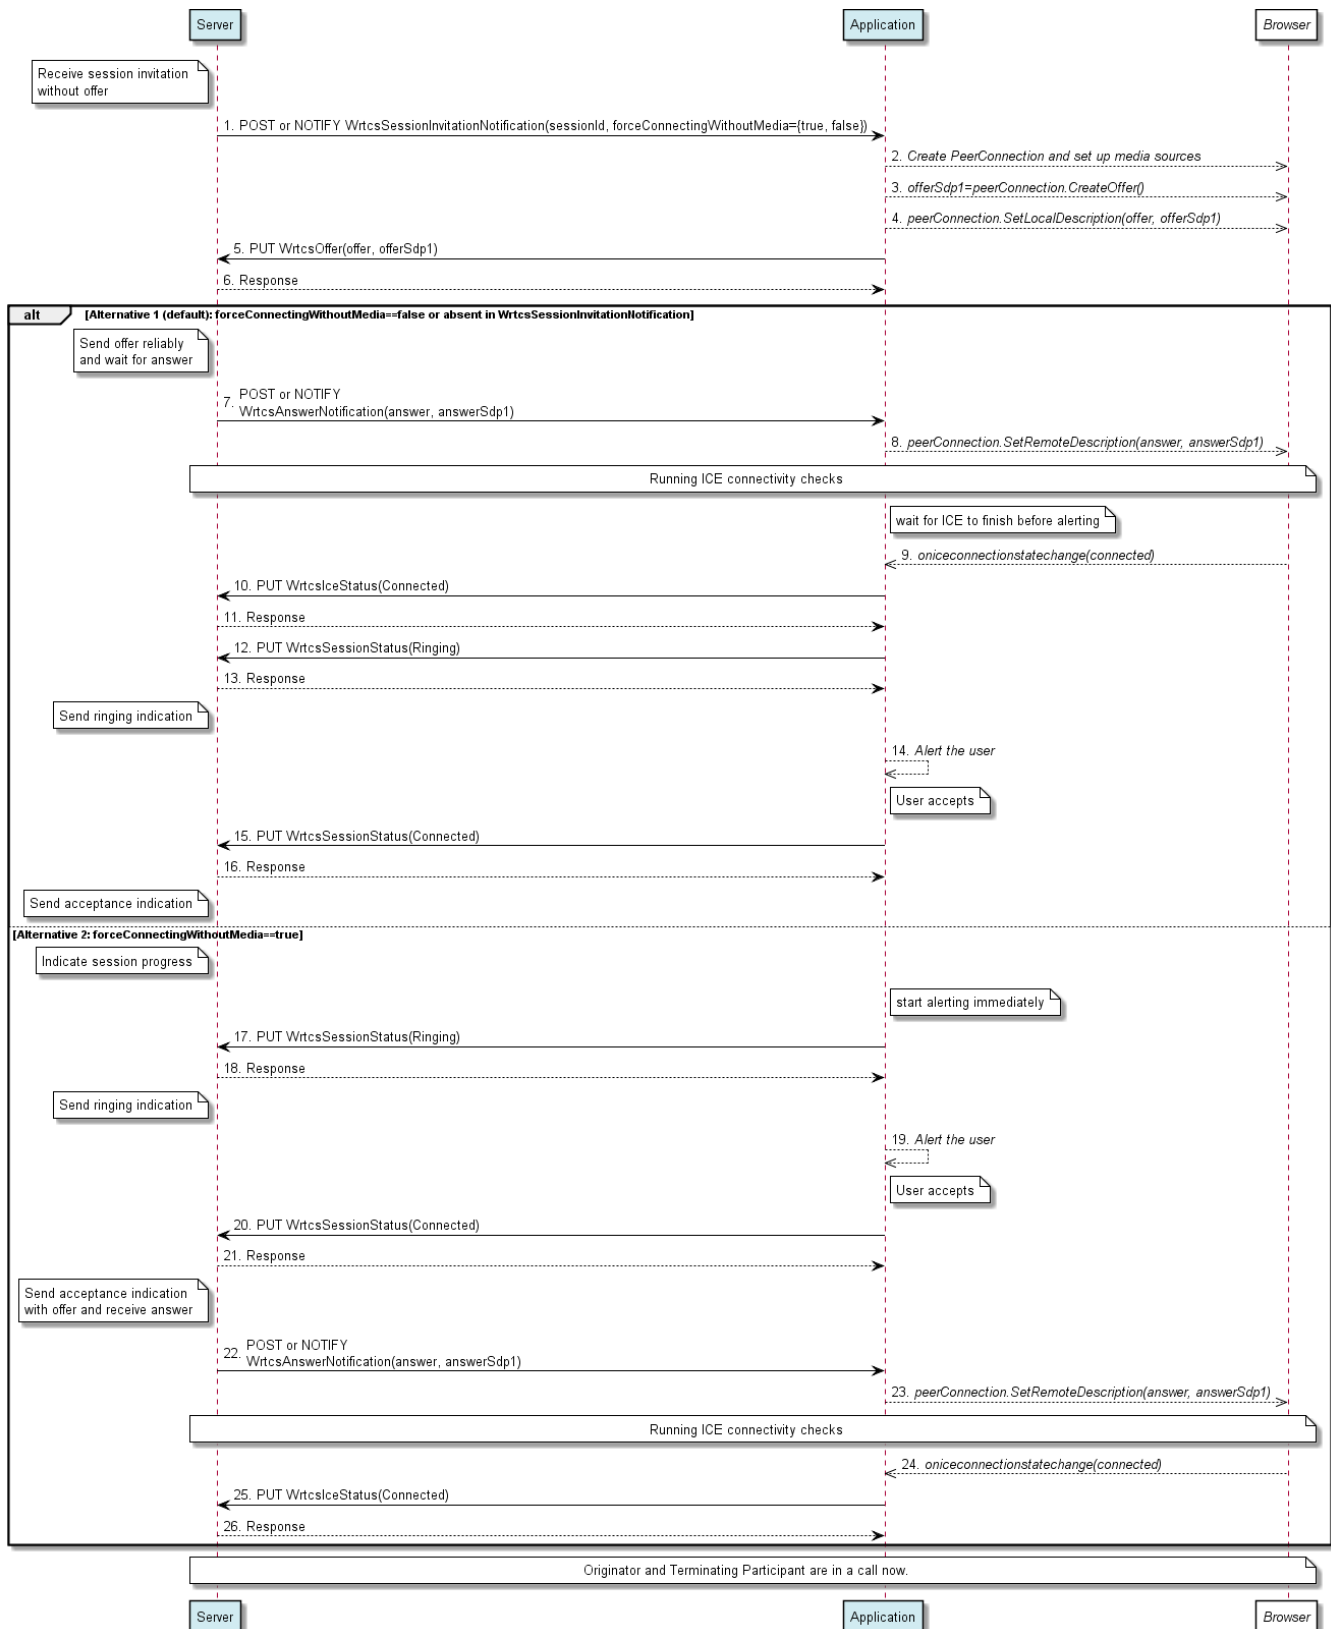 Server
Application
Browser
Receive session invitation
without offer
1. POST or NOTIFY WrtcsSessionInvitationNotification(sessionId, forceConnectingWithoutMedia={true, false})
2. Create PeerConnection and set up media sources
3. offerSdp1=peerConnection.CreateOffer()
4. peerConnection.SetLocalDescription(offer, offerSdp1)
5. PUT WrtcsOffer(offer, offerSdp1)
6. Response
alt
[Alternative 1 (default): forceConnectingWithoutMedia==false or absent in WrtcsSessionInvitationNotification]
Send offer reliably
and wait for answer
7. POST or NOTIFY
WrtcsAnswerNotification(answer, answerSdp1)
8. peerConnection.SetRemoteDescription(answer, answerSdp1)
Running ICE connectivity checks
wait for ICE to finish before alerting
9. oniceconnectionstatechange(connected)
10. PUT WrtcsIceStatus(Connected)
11. Response
12. PUT WrtcsSessionStatus(Ringing)
13. Response
Send ringing indication
14. Alert the user
User accepts
15. PUT WrtcsSessionStatus(Connected)
16. Response
Send acceptance indication
[Alternative 2: forceConnectingWithoutMedia==true]
Indicate session progress
start alerting immediately
17. PUT WrtcsSessionStatus(Ringing)
18. Response
Send ringing indication
19. Alert the user
User accepts
20. PUT WrtcsSessionStatus(Connected)
21. Response
Send acceptance indication
with offer and receive answer
22. POST or NOTIFY
WrtcsAnswerNotification(answer, answerSdp1)
23. peerConnection.SetRemoteDescription(answer, answerSdp1)
Running ICE connectivity checks
24. oniceconnectionstatechange(connected)
25. PUT WrtcsIceStatus(Connected)
26. Response
Originator and Terminating Participant are in a call now.
Server
Application
Browser